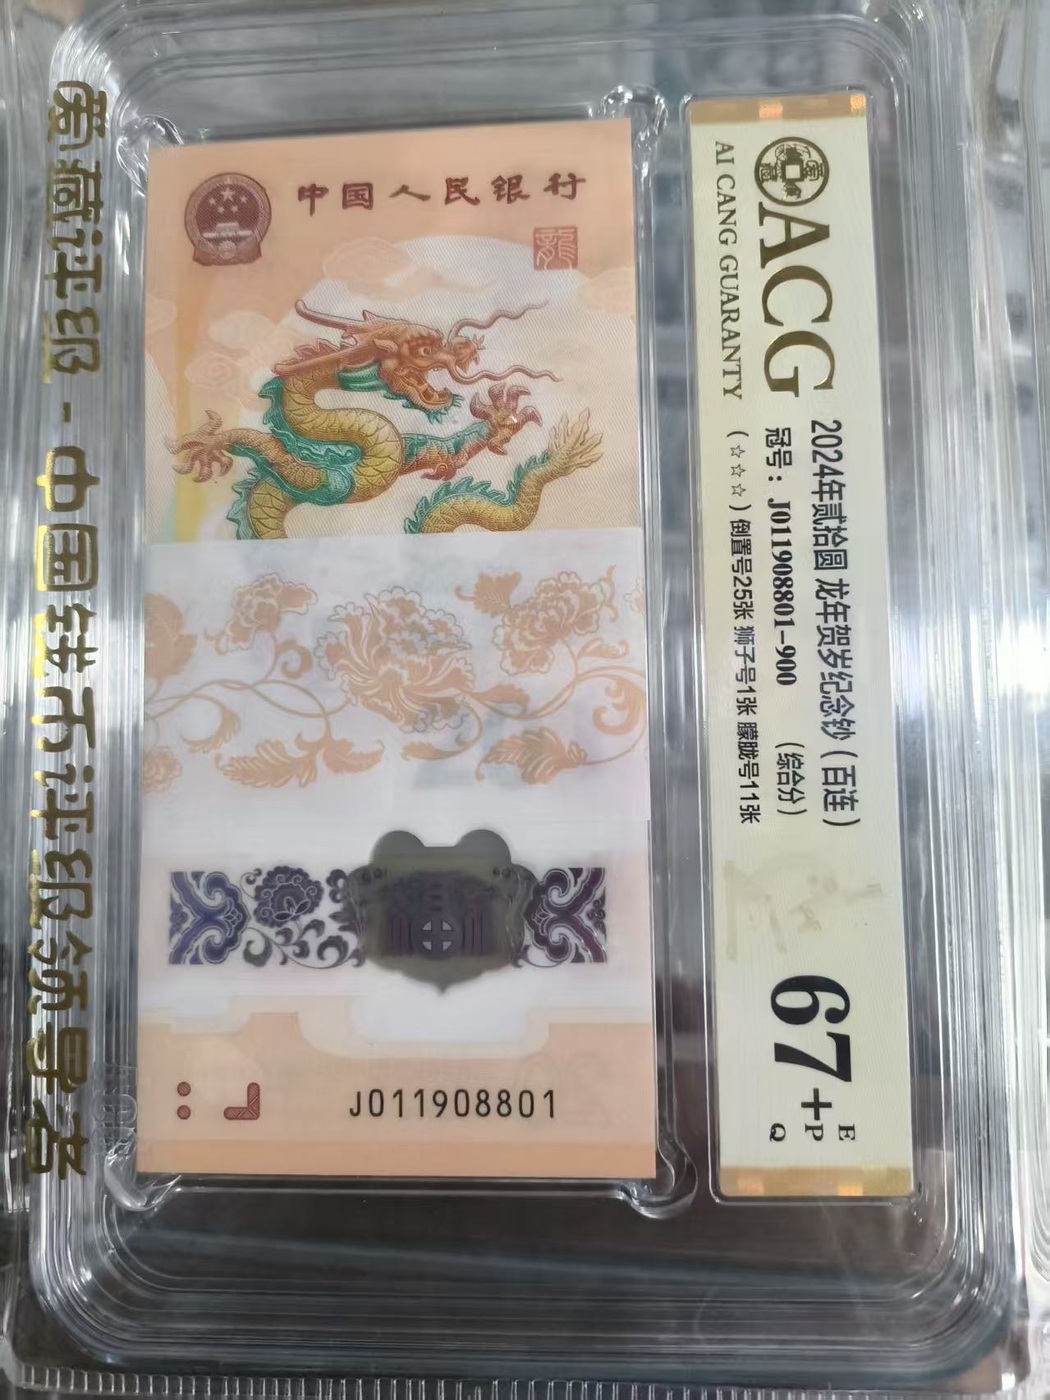 爱藏评级-中国钱币评级领导者
中国人民银行
龍
J011908801
ACG
AI CANG GUARANTY
2024年贰拾圆 龙年贺岁纪念钞（百连）
冠号：J011908801-900 （综合分）
（☆☆☆）倒置号25张 狮子号1张 朦胧号11张
67+
E
P
Q